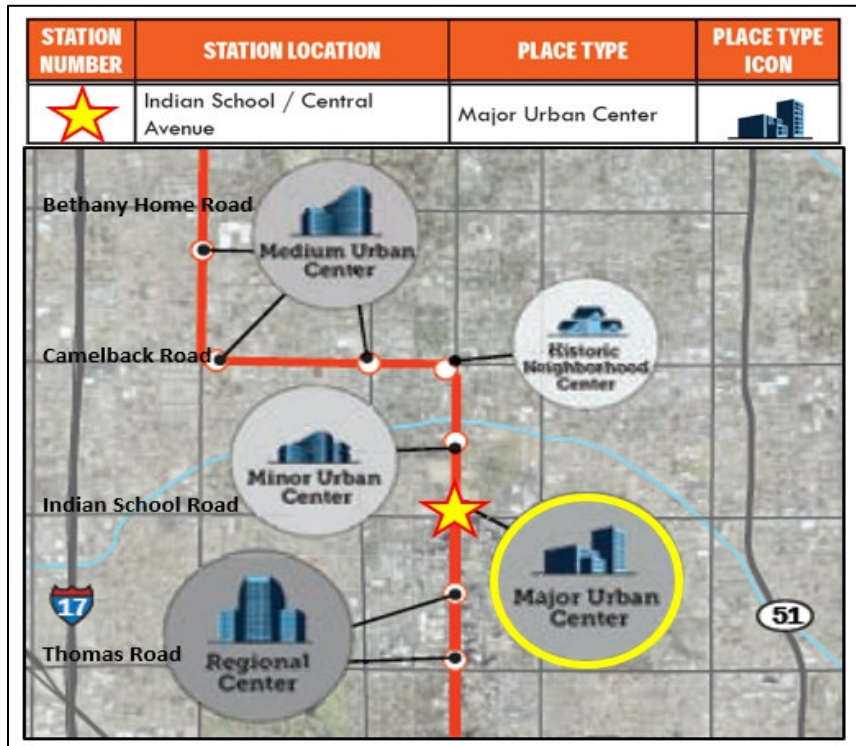 STATION
NUMBER
STATION LOCATION
PLACE TYPE
PLACE TYPE
ICON
Indian School / Central
Avenue
Major Urban Center
Bethany Home Road
Medium Urban
Center
Camelback Road
Historic
Neighborhood
Center
Minor Urban
Center
Indian School Road
Major Urban
Center
17
51
Thomas Road
Regional
Center